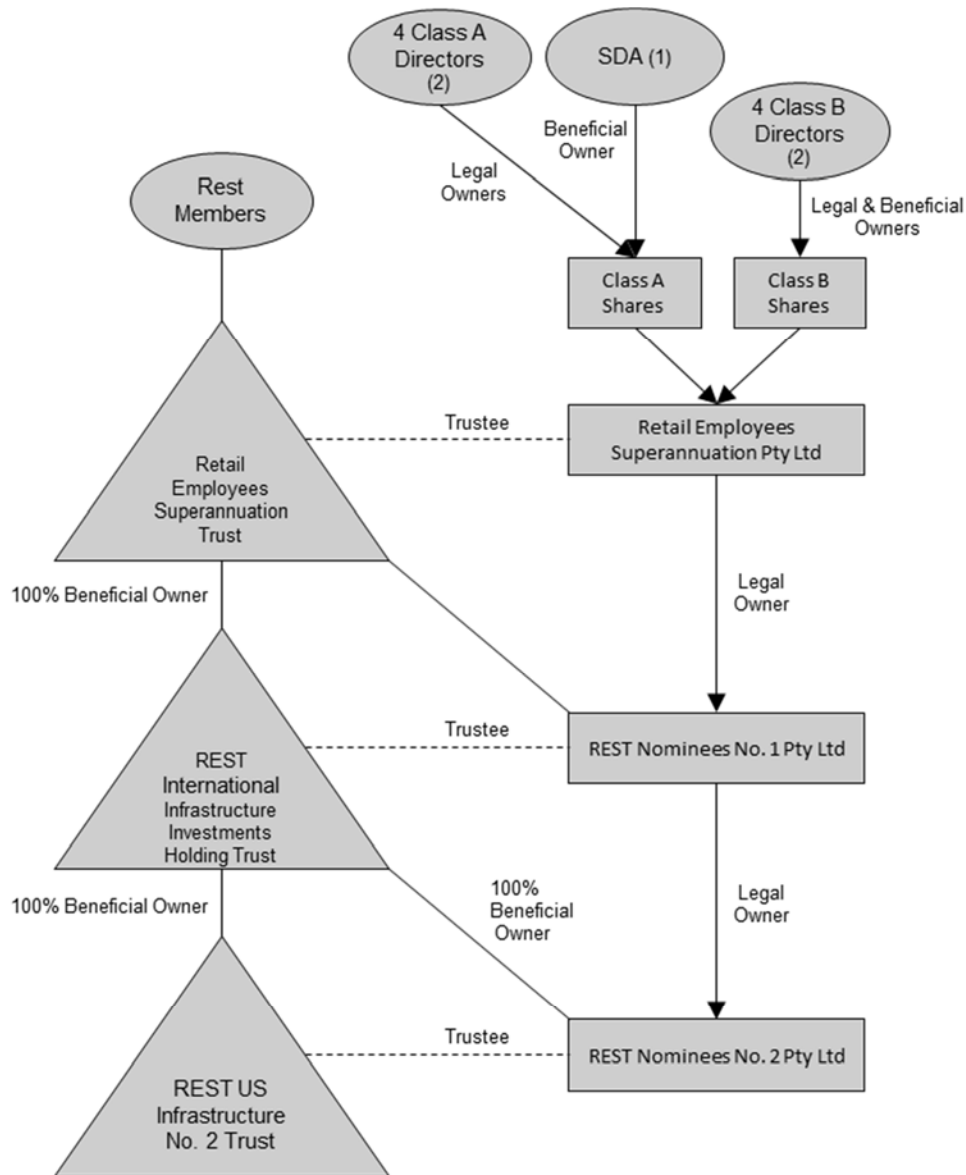 4 Class A
Directors
(2)
SDA (1)
4 Class B
Directors
(2)
Beneficial
Owner
Legal
Owners
Legal & Beneficial
Owners
Rest
Members
Class A
Shares
Class B
Shares
Trustee
Retail Employees
Superannuation Pty Ltd
Retail
Employees
Superannuation
Trust
100% Beneficial Owner
Legal
Owner
Trustee
REST Nominees No. 1 Pty Ltd
REST
International
Infrastructure
Investments
Holding Trust
100% Beneficial Owner
100%
Beneficial
Owner
Legal
Owner
Trustee
REST Nominees No. 2 Pty Ltd
REST US
Infrastructure
No. 2 Trust